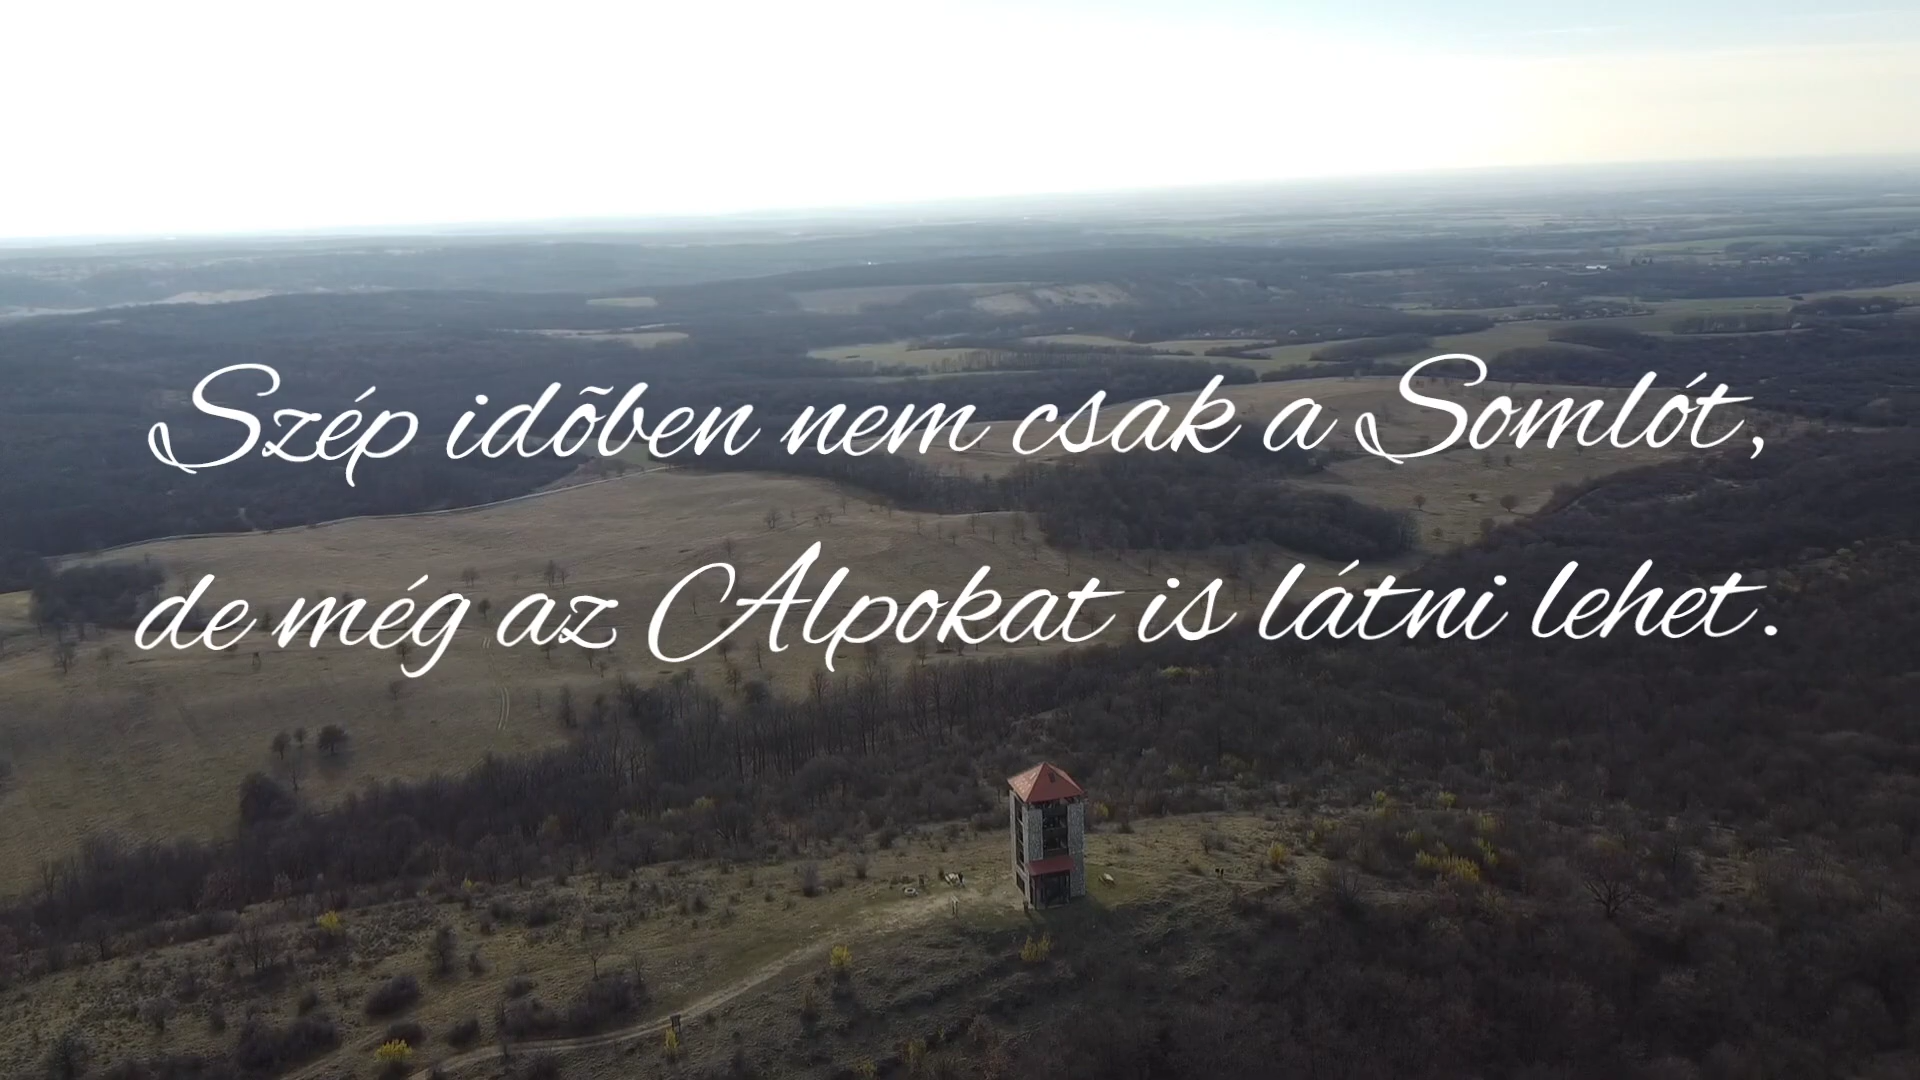 Szép idõben nem csak a Somlót,
de még az Alpokat is látni lehet.